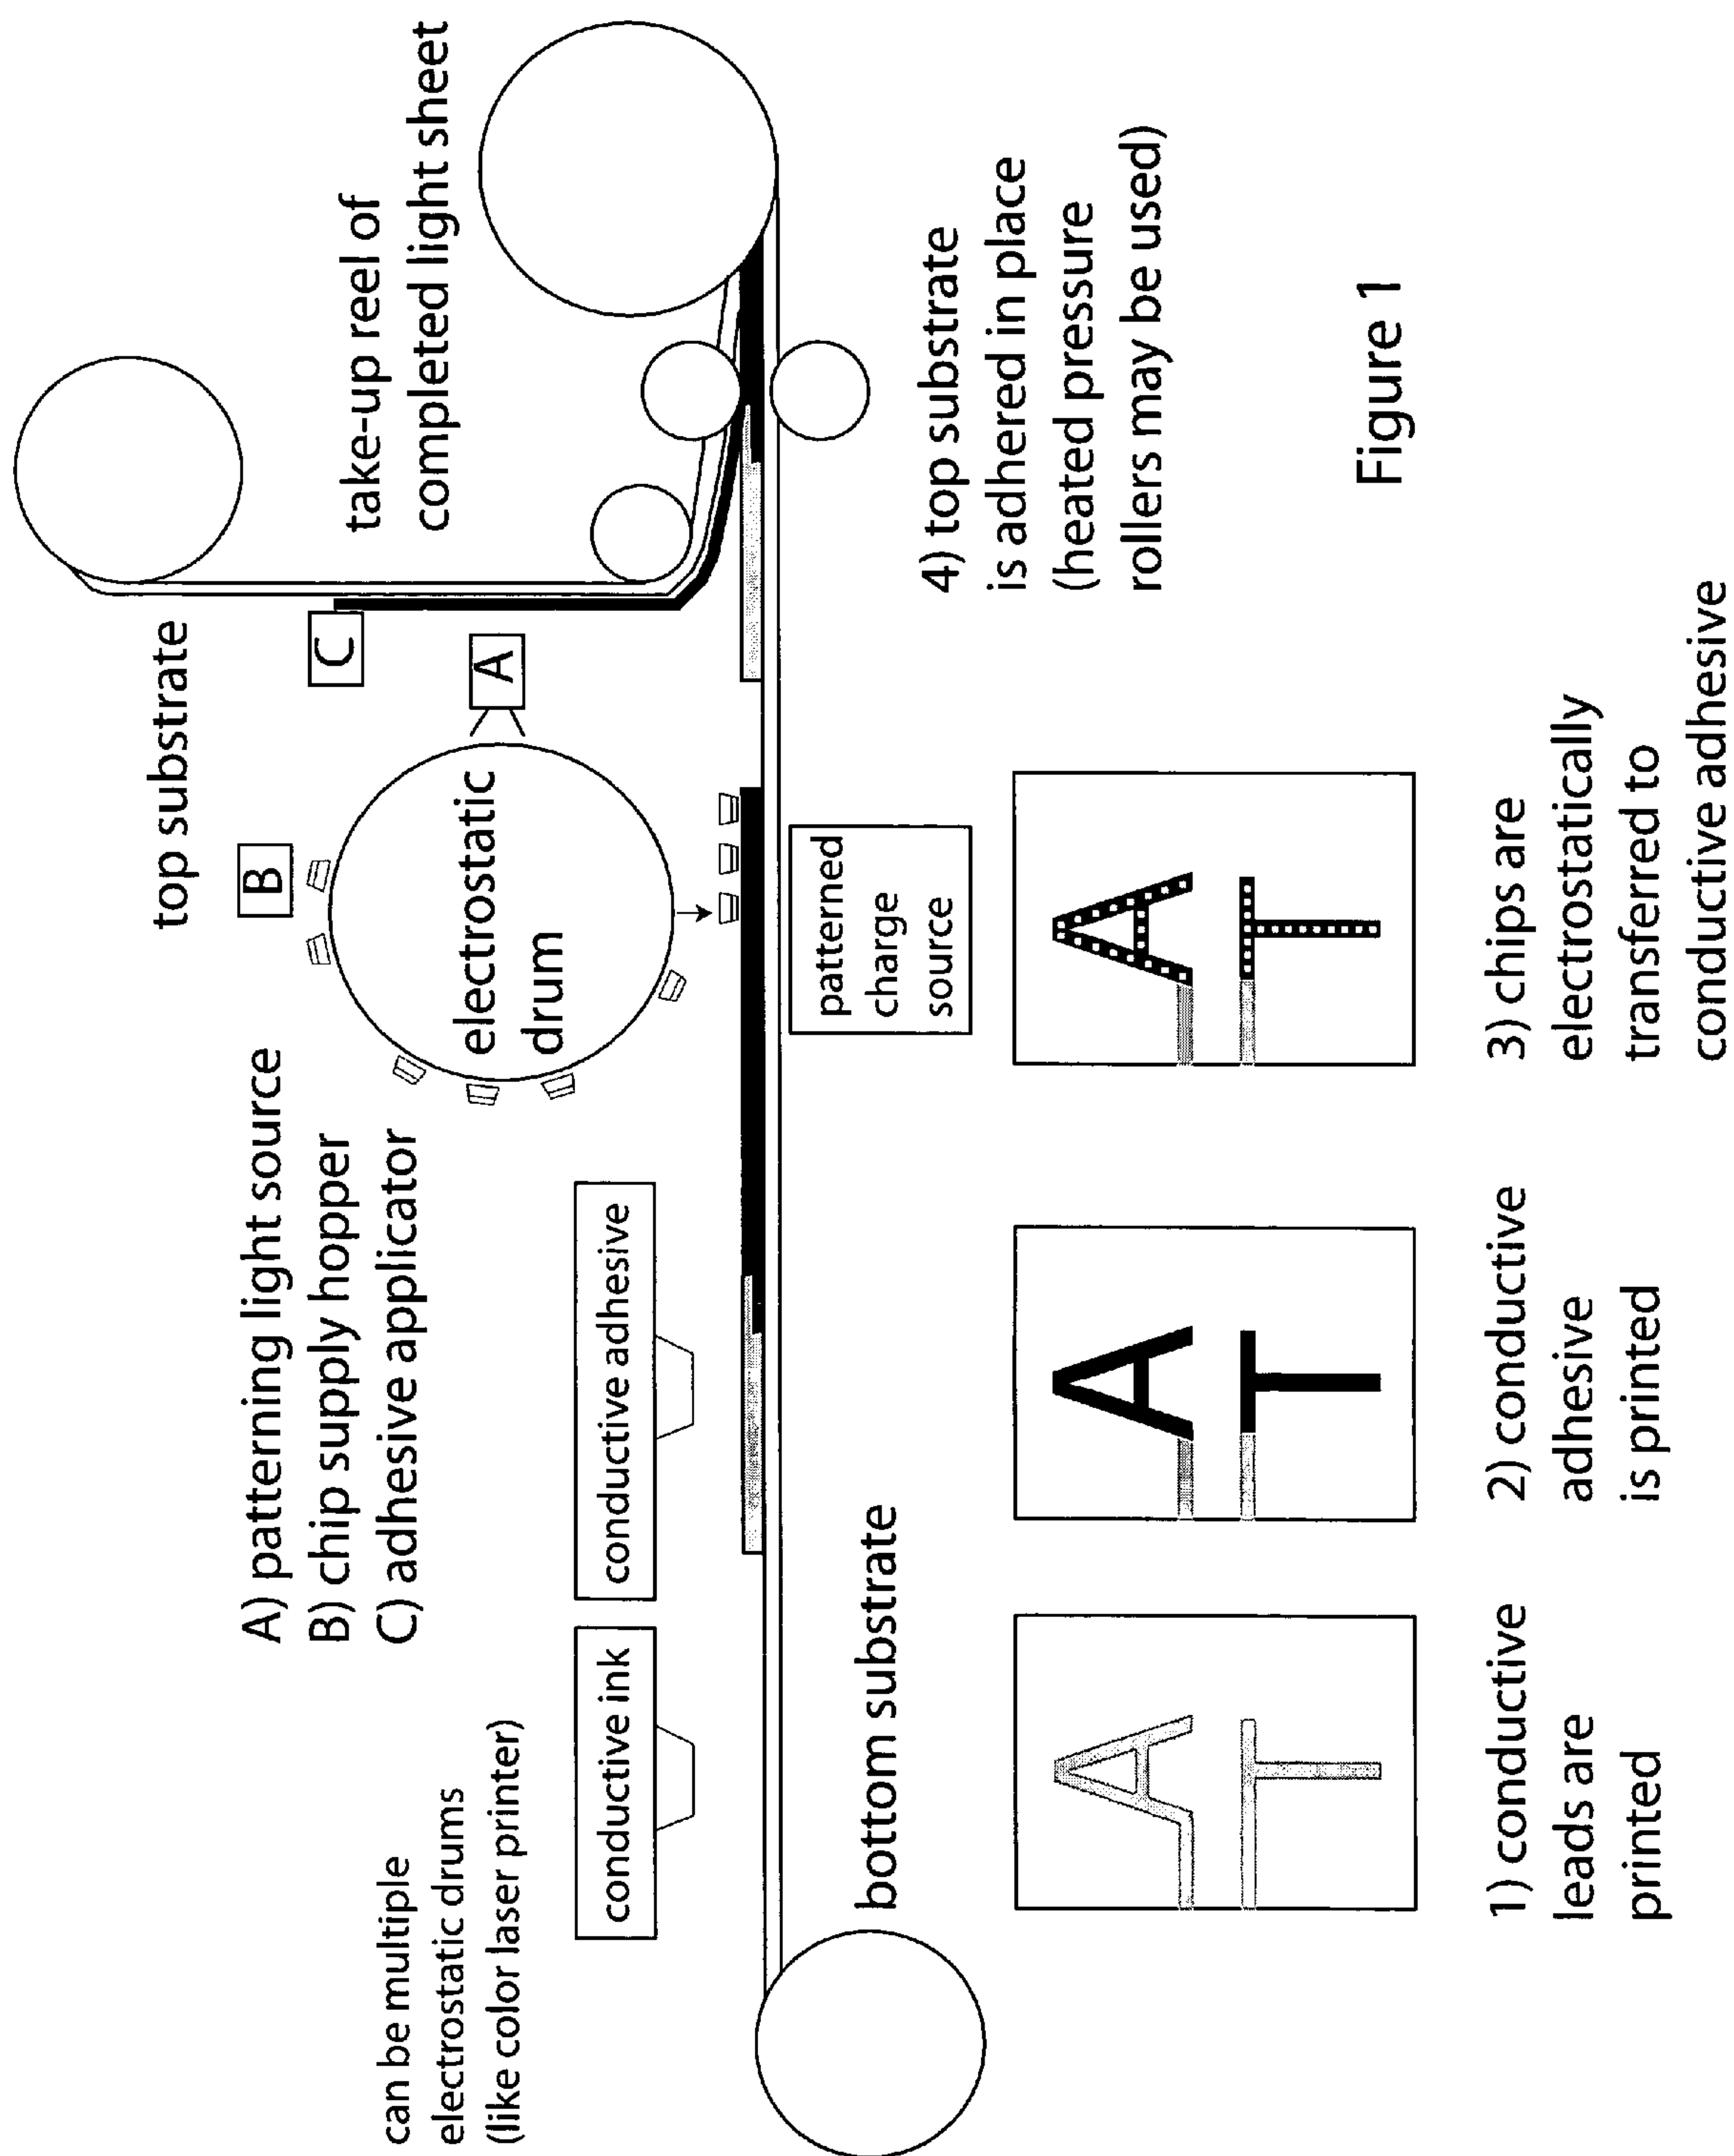 can be multiple
electrostatic drums
(like color laser printer)
A) patterning light source
B) chip supply hopper
C) adhesive applicator
top substrate
take-up reel of
completed light sheet
B
C
A
electrostatic
drum
conductive ink
conductive adhesive
patterned
charge
source
bottom substrate
A
T
A
T
A
T
1) conductive
leads are
printed
2) conductive
adhesive
is printed
3) chips are
electrostatically
transferred to
conductive adhesive
4) top substrate
is adhered in place
(heated pressure
rollers may be used)
Figure 1